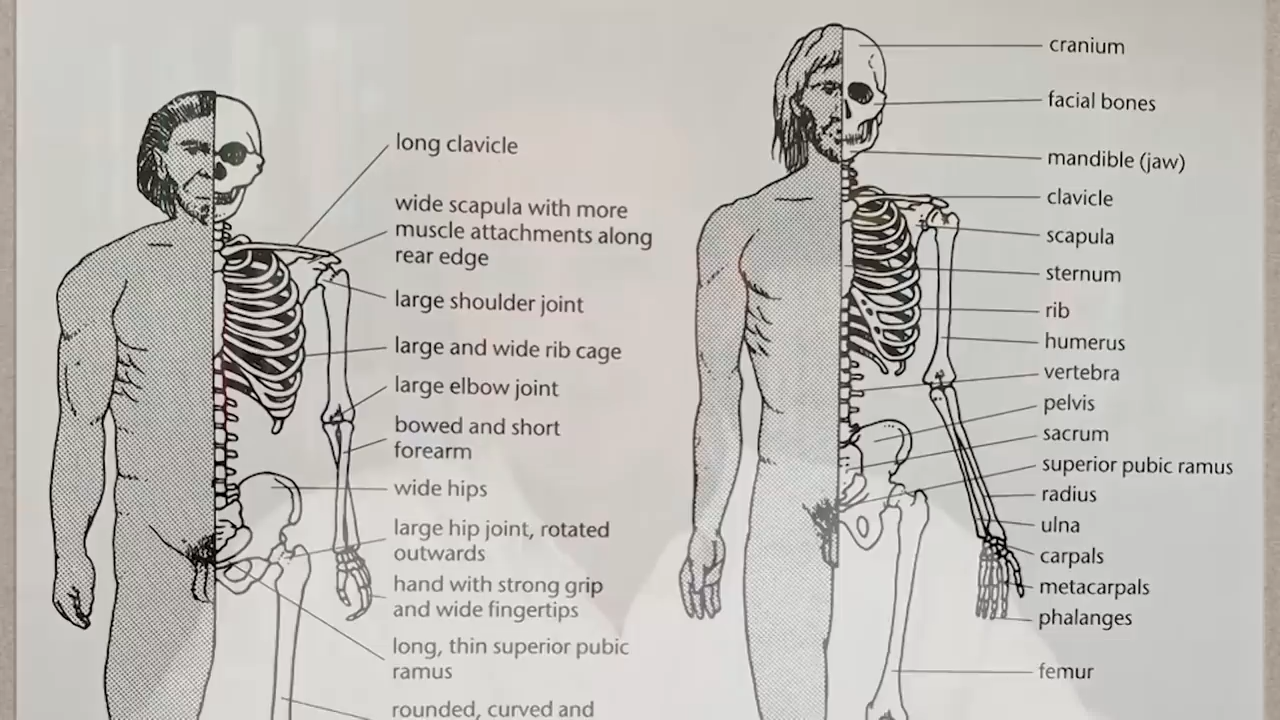 long clavicle
wide scapula with more
muscle attachments along
rear edge
large shoulder joint
large and wide rib cage
large elbow joint
bowed and short
forearm
wide hips
large hip joint, rotated
outwards
hand with strong grip
and wide fingertips
long, thin superior pubic
ramus
rounded, curved and
cranium
facial bones
mandible (jaw)
clavicle
scapula
sternum
rib
humerus
vertebra
pelvis
sacrum
superior pubic ramus
radius
ulna
carpals
metacarpals
phalanges
femur